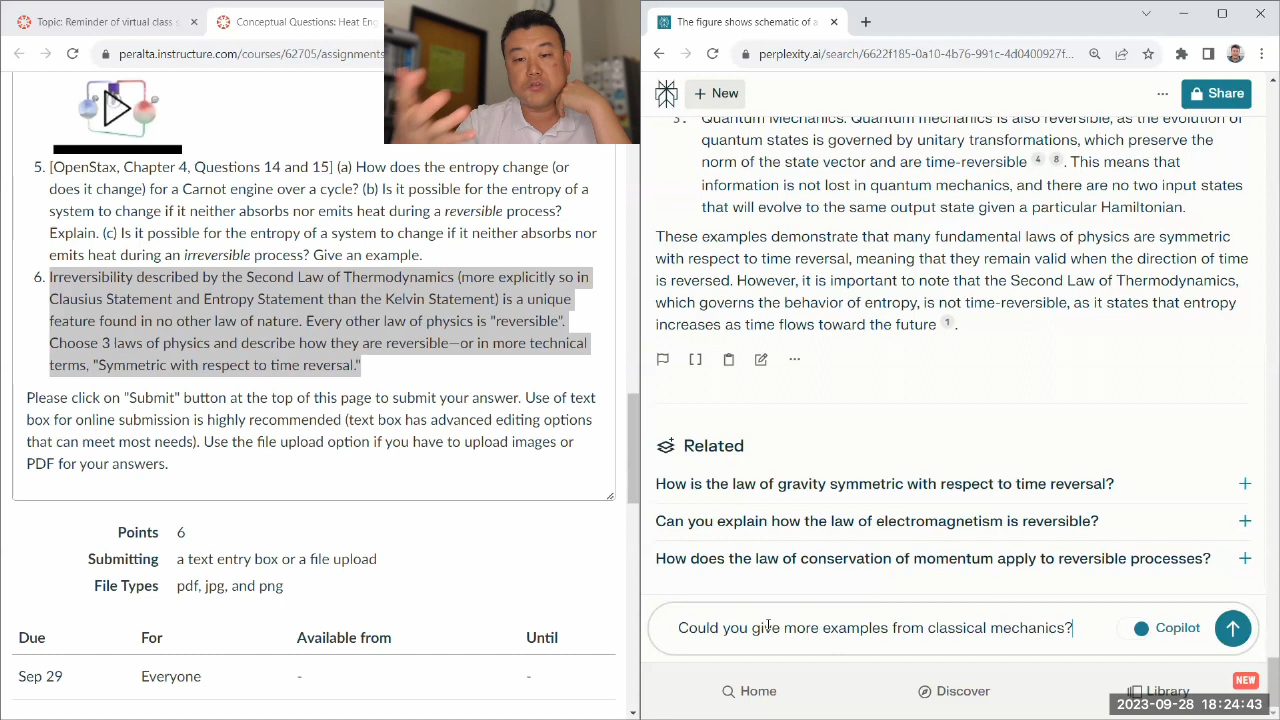 Topic: Reminder of virtual class s
Conceptual Questions: Heat En
The figure shows schematic of a
peralta.instructure.com/courses/62705/assignments
perplexity.ai/search/6622f185-0a10-4b76-991c-4d0400927f...
New
Share
5. [OpenStax, Chapter 4, Questions 14 and 15] (a) How does the entropy change (or
does it change) for a Carnot engine over a cycle? (b) Is it possible for the entropy of a
system to change if it neither absorbs nor emits heat during a reversible process?
Explain. (c) Is it possible for the entropy of a system to change if it neither absorbs nor
emits heat during an irreversible process? Give an example.
6. Irreversibility described by the Second Law of Thermodynamics (more explicitly so in
Clausius Statement and Entropy Statement than the Kelvin Statement) is a unique
feature found in no other law of nature. Every other law of physics is "reversible".
Choose 3 laws of physics and describe how they are reversible—or in more technical
terms, "Symmetric with respect to time reversal."
Please click on "Submit" button at the top of this page to submit your answer. Use of text
box for online submission is highly recommended (text box has advanced editing options
that can meet most needs). Use the file upload option if you have to upload images or
PDF for your answers.
Points 6
Submitting a text entry box or a file upload
File Types pdf, jpg, and png
Due For Available from Until
Sep 29 Everyone - -
3. Quantum Mechanics: Quantum mechanics is also reversible, as the evolution of
quantum states is governed by unitary transformations, which preserve the
norm of the state vector and are time-reversible 4 8. This means that
information is not lost in quantum mechanics, and there are no two input states
that will evolve to the same output state given a particular Hamiltonian.
These examples demonstrate that many fundamental laws of physics are symmetric
with respect to time reversal, meaning that they remain valid when the direction of time
is reversed. However, it is important to note that the Second Law of Thermodynamics,
which governs the behavior of entropy, is not time-reversible, as it states that entropy
increases as time flows toward the future 1.
Related
How is the law of gravity symmetric with respect to time reversal?
Can you explain how the law of electromagnetism is reversible?
How does the law of conservation of momentum apply to reversible processes?
Could you give more examples from classical mechanics?
Copilot
Home
Discover
Library
NEW
2023-09-28 18:24:43